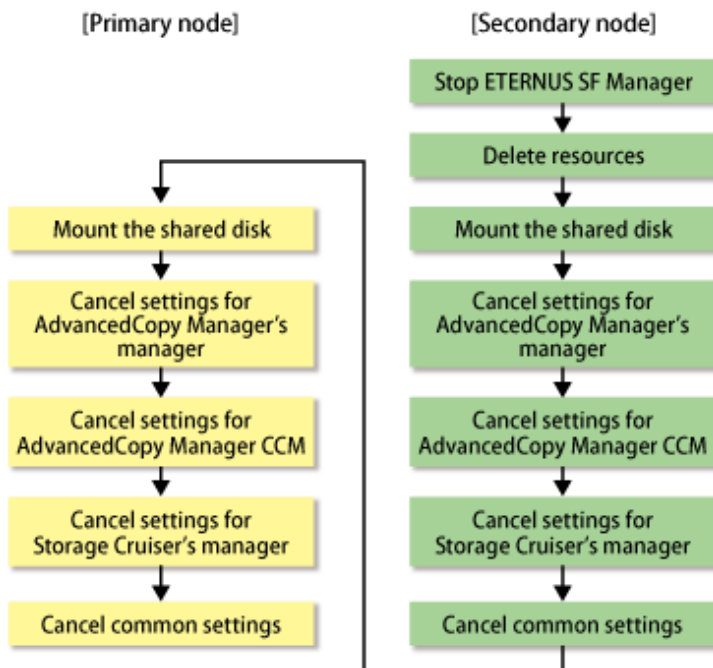 [Primary node]
[Secondary node]
Stop ETERNUS SF Manager
Delete resources
Mount the shared disk
Cancel settings for
AdvancedCopy Manager's
manager
Cancel settings for
AdvancedCopy Manager CCM
Cancel settings for
Storage Cruiser's manager
Cancel common settings
Mount the shared disk
Cancel settings for
AdvancedCopy Manager's
manager
Cancel settings for
AdvancedCopy Manager CCM
Cancel settings for
Storage Cruiser's manager
Cancel common settings